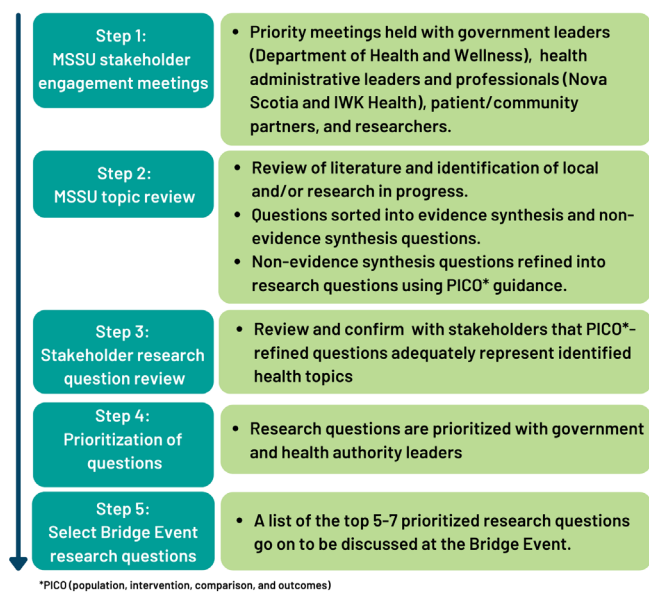 Step 1:
MSSU stakeholder
engagement meetings
• Priority meetings held with government leaders
(Department of Health and Wellness), health
administrative leaders and professionals (Nova
Scotia and IWK Health), patient/community
partners, and researchers.
Step 2:
MSSU topic review
• Review of literature and identification of local
and/or research in progress.
• Questions sorted into evidence synthesis and non-
evidence synthesis questions.
• Non-evidence synthesis questions refined into
research questions using PICO* guidance.
Step 3:
Stakeholder research
question review
• Review and confirm with stakeholders that PICO*-
refined questions adequately represent identified
health topics
Step 4:
Prioritization of
questions
• Research questions are prioritized with government
and health authority leaders
Step 5:
Select Bridge Event
research questions
• A list of the top 5-7 prioritized research questions
go on to be discussed at the Bridge Event.
*PICO (population, intervention, comparison, and outcomes)